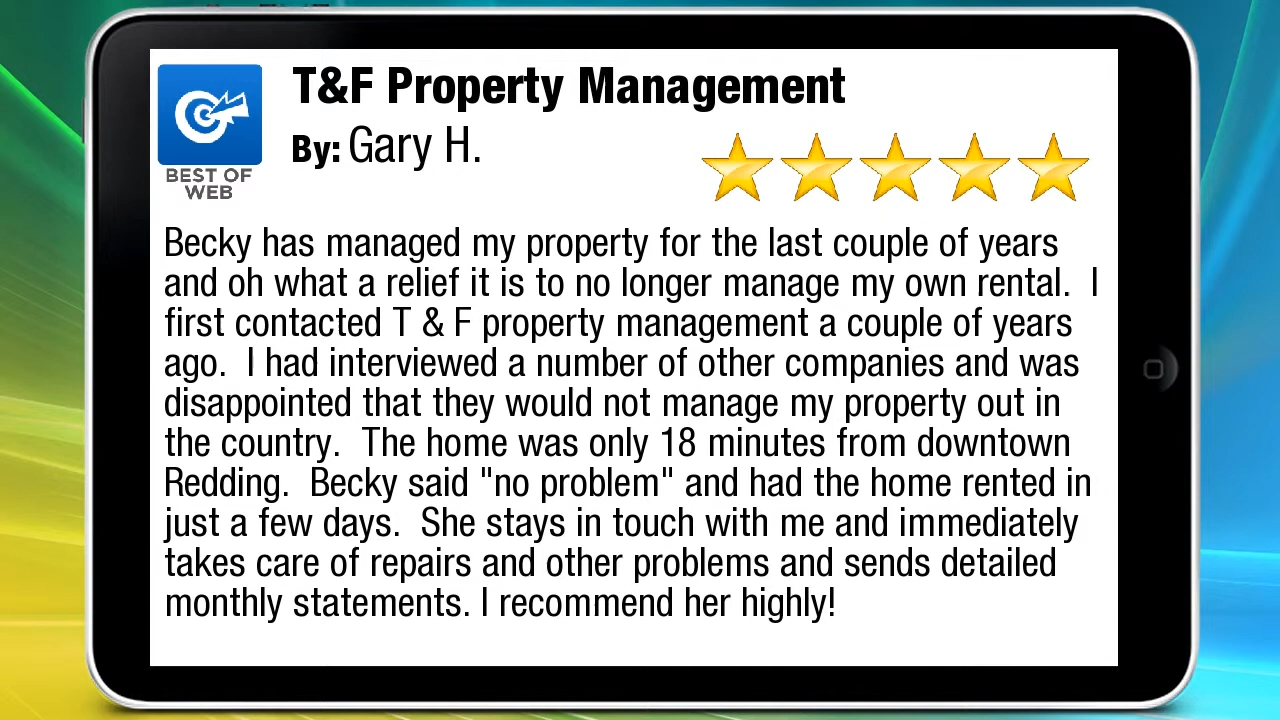 T&F Property Management
By: Gary H.
BEST OF
WEB
Becky has managed my property for the last couple of years
and oh what a relief it is to no longer manage my own rental.  I
first contacted T & F property management a couple of years
ago.  I had interviewed a number of other companies and was
disappointed that they would not manage my property out in
the country.  The home was only 18 minutes from downtown
Redding.  Becky said "no problem" and had the home rented in
just a few days.  She stays in touch with me and immediately
takes care of repairs and other problems and sends detailed
monthly statements. I recommend her highly!